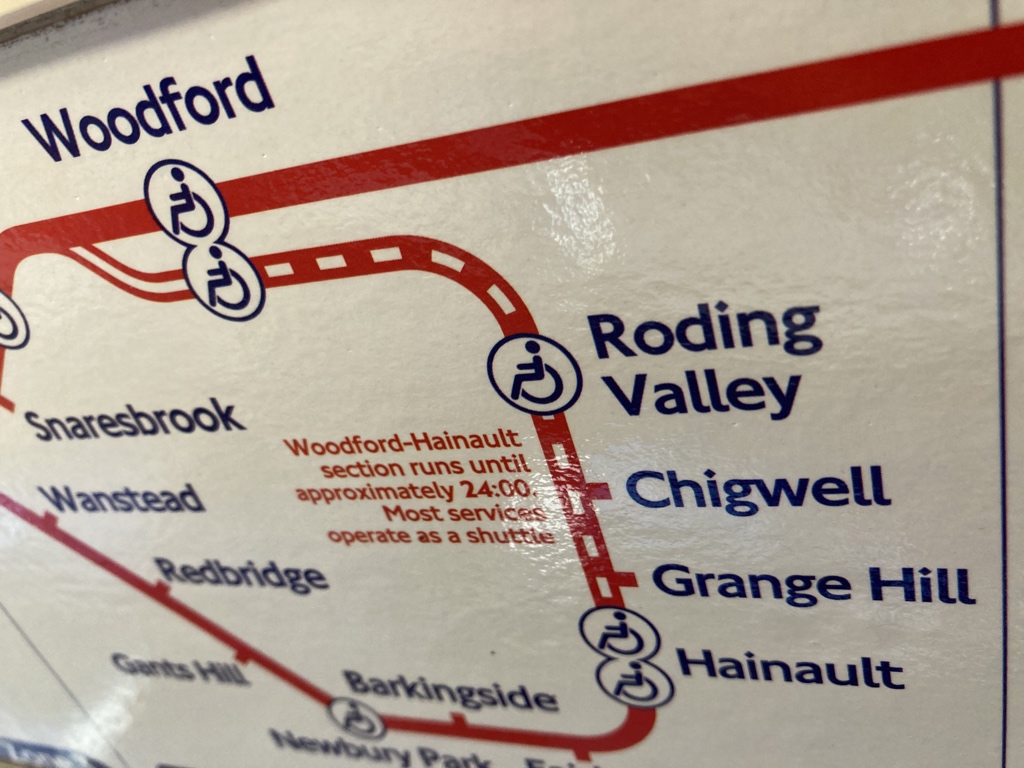 Woodford
Roding
Valley
Snaresbrook
Woodford-Hainault
section runs until
approximately 24:00.
Most services
operate as a shuttle
Wanstead
Chigwell
Redbridge
Grange Hill
Gants Hill
Hainault
Barkingside
Newbury Park